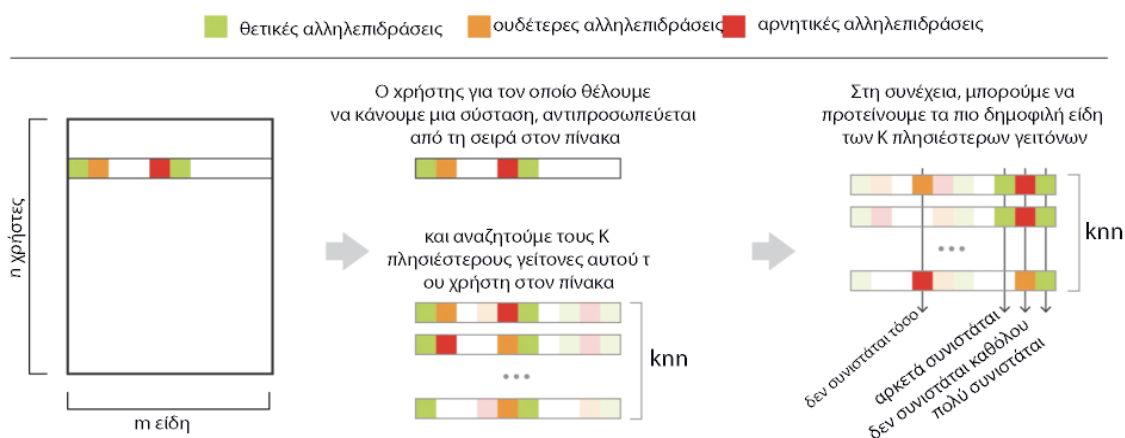 θετικές αλληλεπιδράσεις
ουδέτερες αλληλεπιδράσεις
αρνητικές αλληλεπιδράσεις
n χρήστες
m είδη
Ο χρήστης για τον οποίο θέλουμε
να κάνουμε μια σύσταση, αντιπροσωπεύεται
από τη σειρά στον πίνακα
και αναζητούμε τους Κ
πλησιέστερους γείτονες αυτού τ
ου χρήστη στον πίνακα
knn
Στη συνέχεια, μπορούμε να
προτείνουμε τα πιο δημοφιλή είδη
των Κ πλησιέστερων γειτόνων
knn
δεν συνιστάται τόσο
αρκετά συνιστάται
δεν συνιστάται καθόλου
πολύ συνιστάται